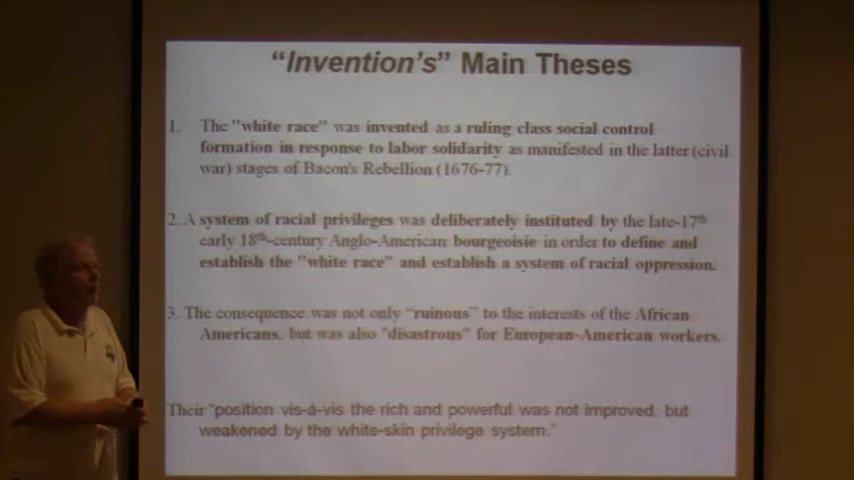 “Invention’s” Main Theses
1. The "white race" was invented as a ruling class social control
formation in response to labor solidarity as manifested in the latter (civil
war) stages of Bacon's Rebellion (1676-77).
2. A system of racial privileges was deliberately instituted by the late-17th
early 18th-century Anglo-American bourgeoisie in order to define and
establish the "white race" and establish a system of racial oppression.
3. The consequence was not only “ruinous” to the interests of the African
Americans, but was also "disastrous" for European-American workers.
Their “position vis-á-vis the rich and powerful was not improved, but
weakened by the white-skin privilege system.”